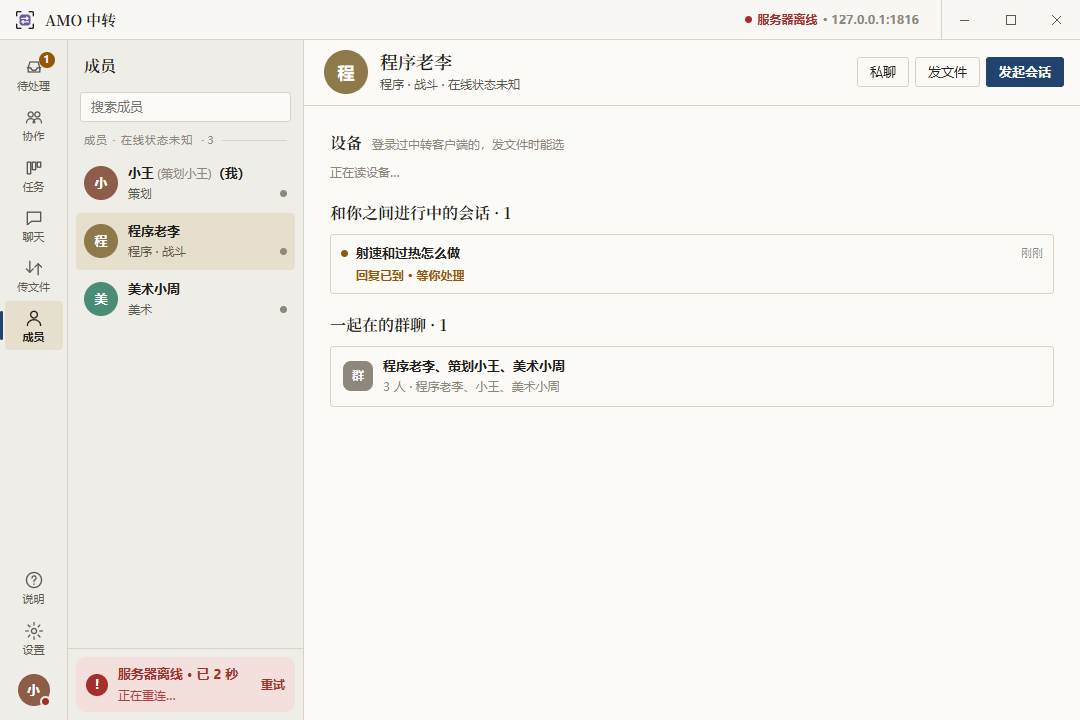 AMO 中转
服务器离线 • 127.0.0.1:1816
1
待处理
协作
任务
聊天
传文件
成员
说明
设置
小
成员
搜索成员
成员 · 在线状态未知 · 3
小
小王 (策划小王) (我)
策划
程
程序老李
程序 · 战斗
美
美术小周
美术
!
服务器离线 • 已 2 秒
正在重连...
重试
程
程序老李
程序 · 战斗 · 在线状态未知
私聊
发文件
发起会话
设备 登录过中转客户端的，发文件时能选
正在读设备...
和你之间进行中的会话 · 1
射速和过热怎么做
刚刚
回复已到 • 等你处理
一起在的群聊 · 1
群
程序老李、策划小王、美术小周
3 人 · 程序老李、小王、美术小周